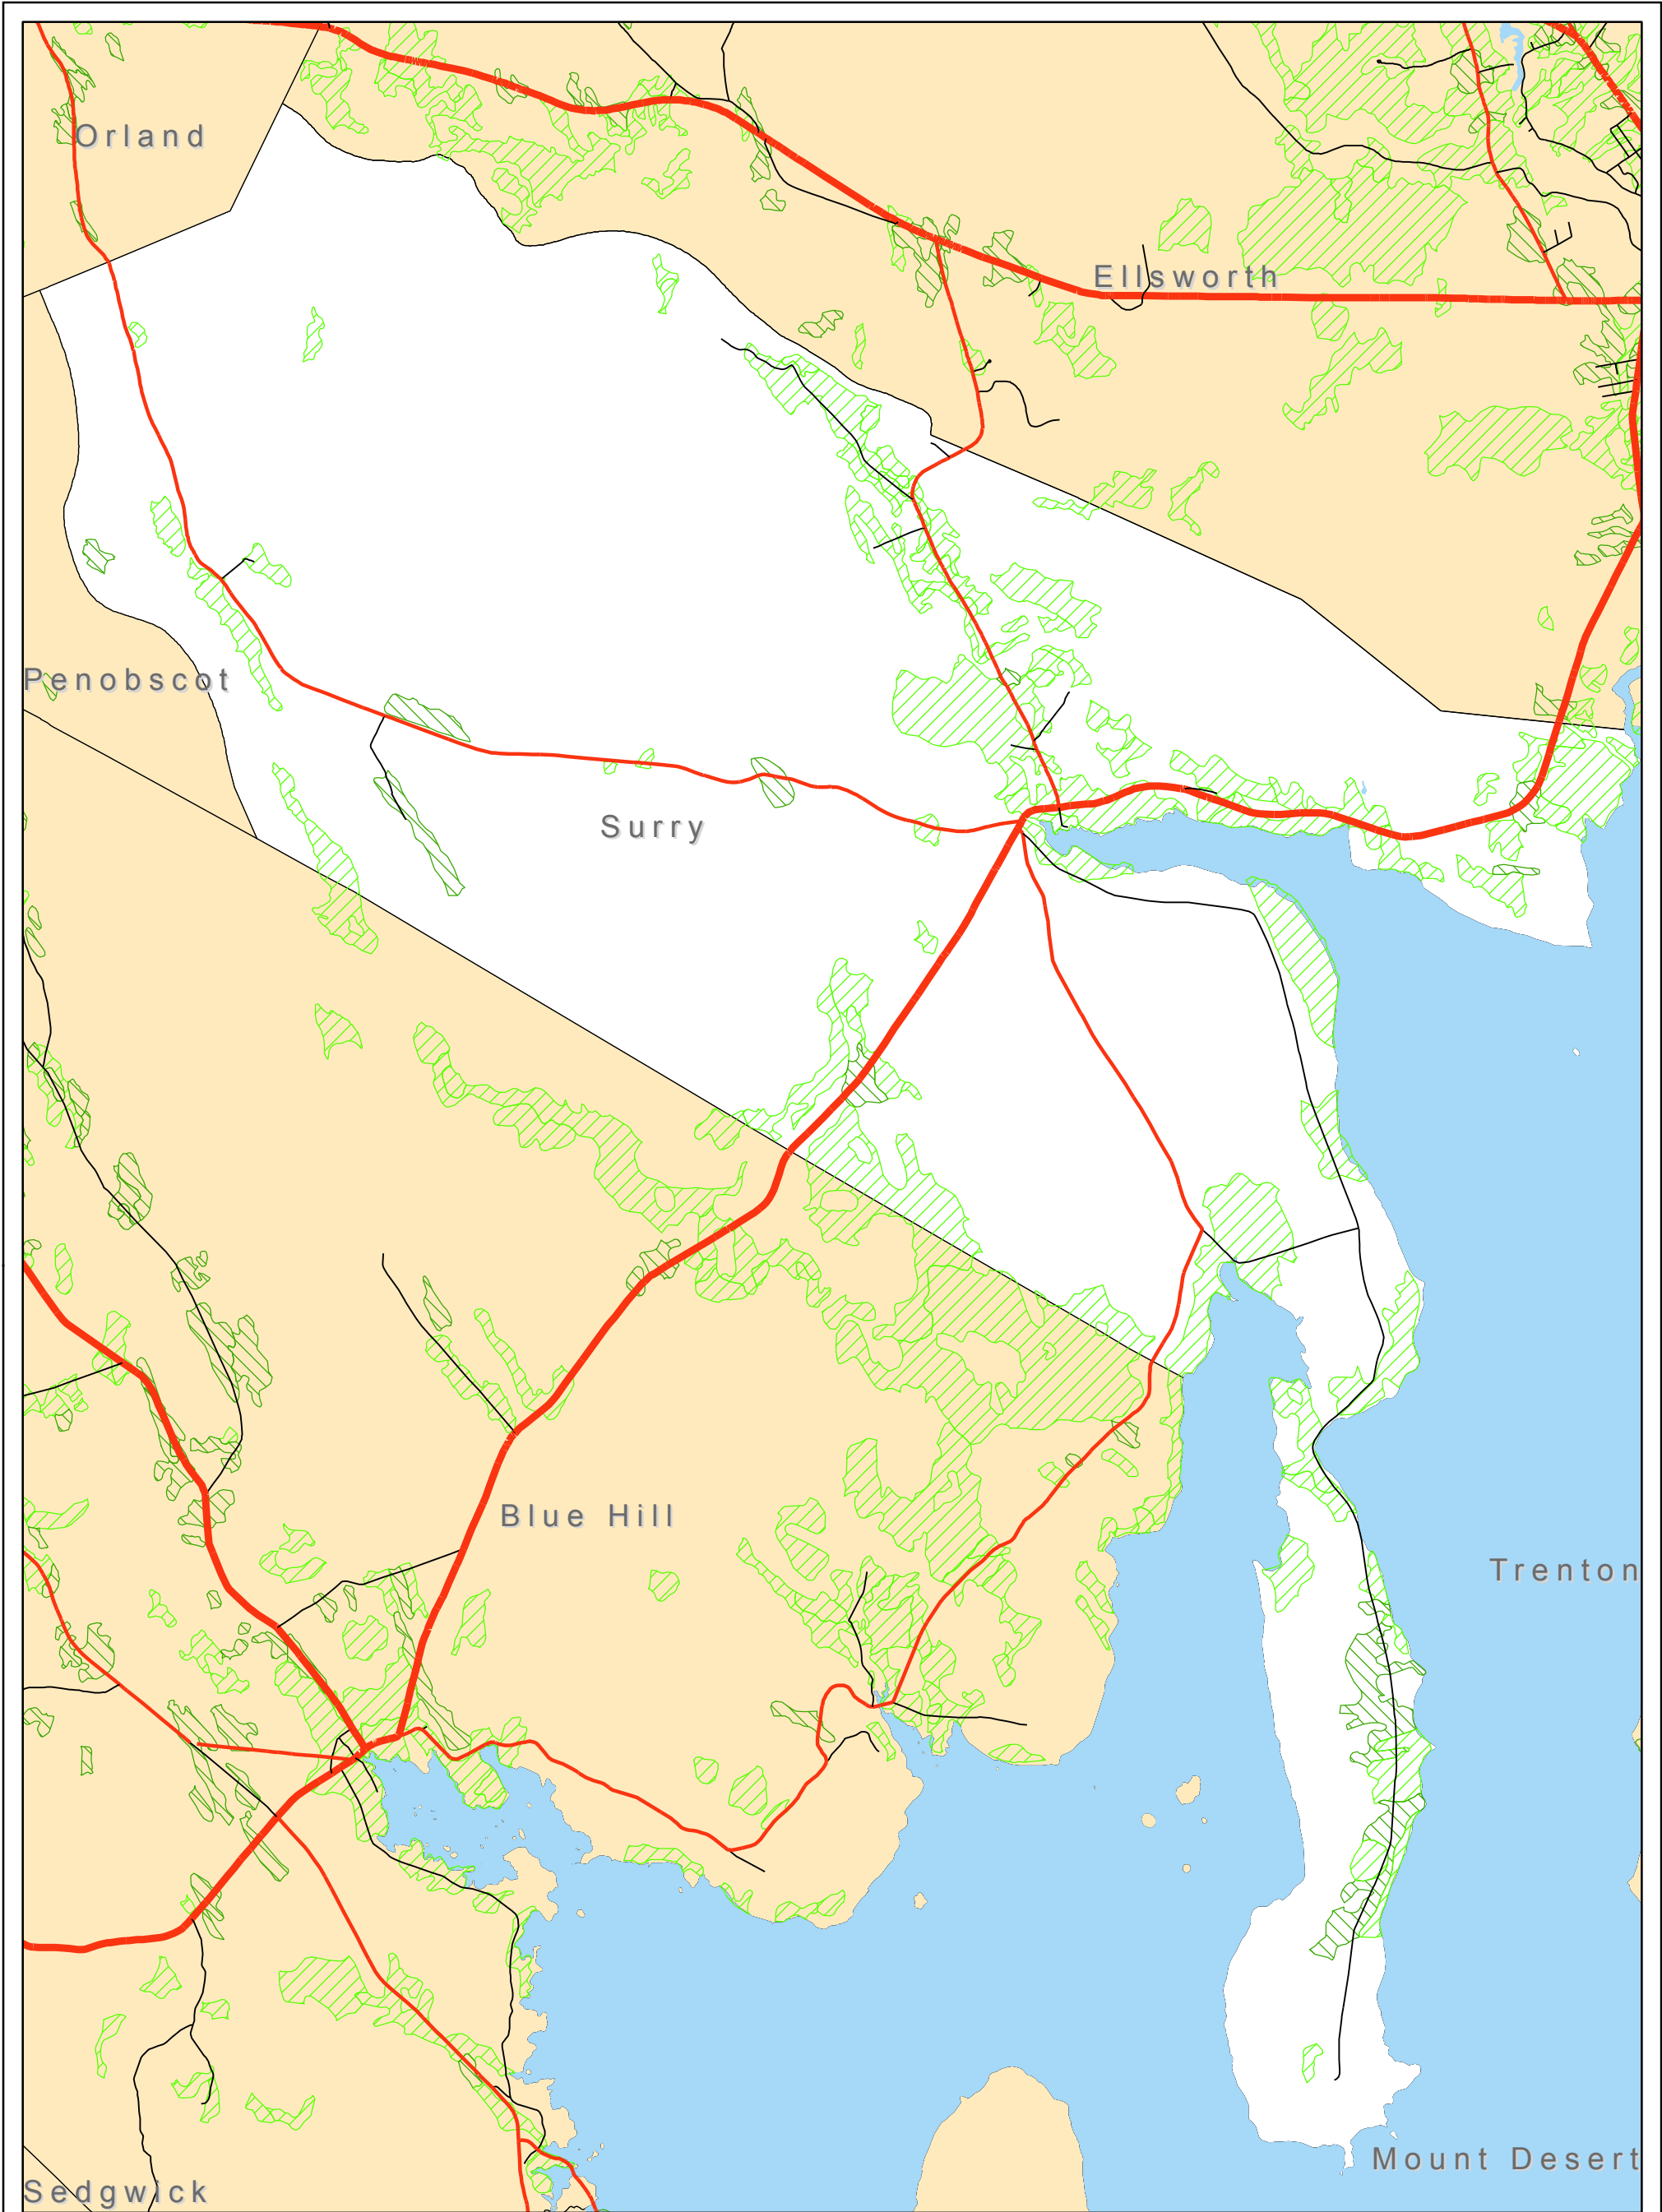 Orland
Ellsworth
Penobscot
Surry
Blue Hill
Trenton
Mount Desert
Sedgwick